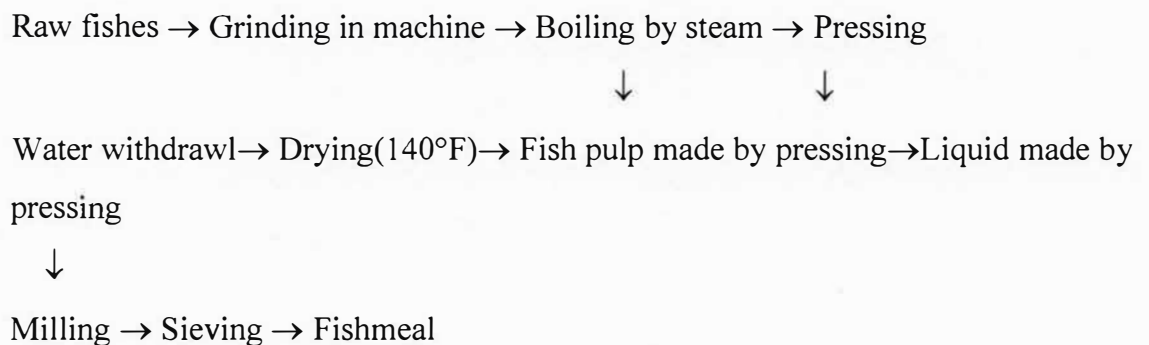 Raw fishes → Grinding in machine → Boiling by steam → Pressing
↓ ↓
Water withdrawl→ Drying(140°F)→ Fish pulp made by pressing→Liquid made by
pressing
↓
Milling → Sieving → Fishmeal